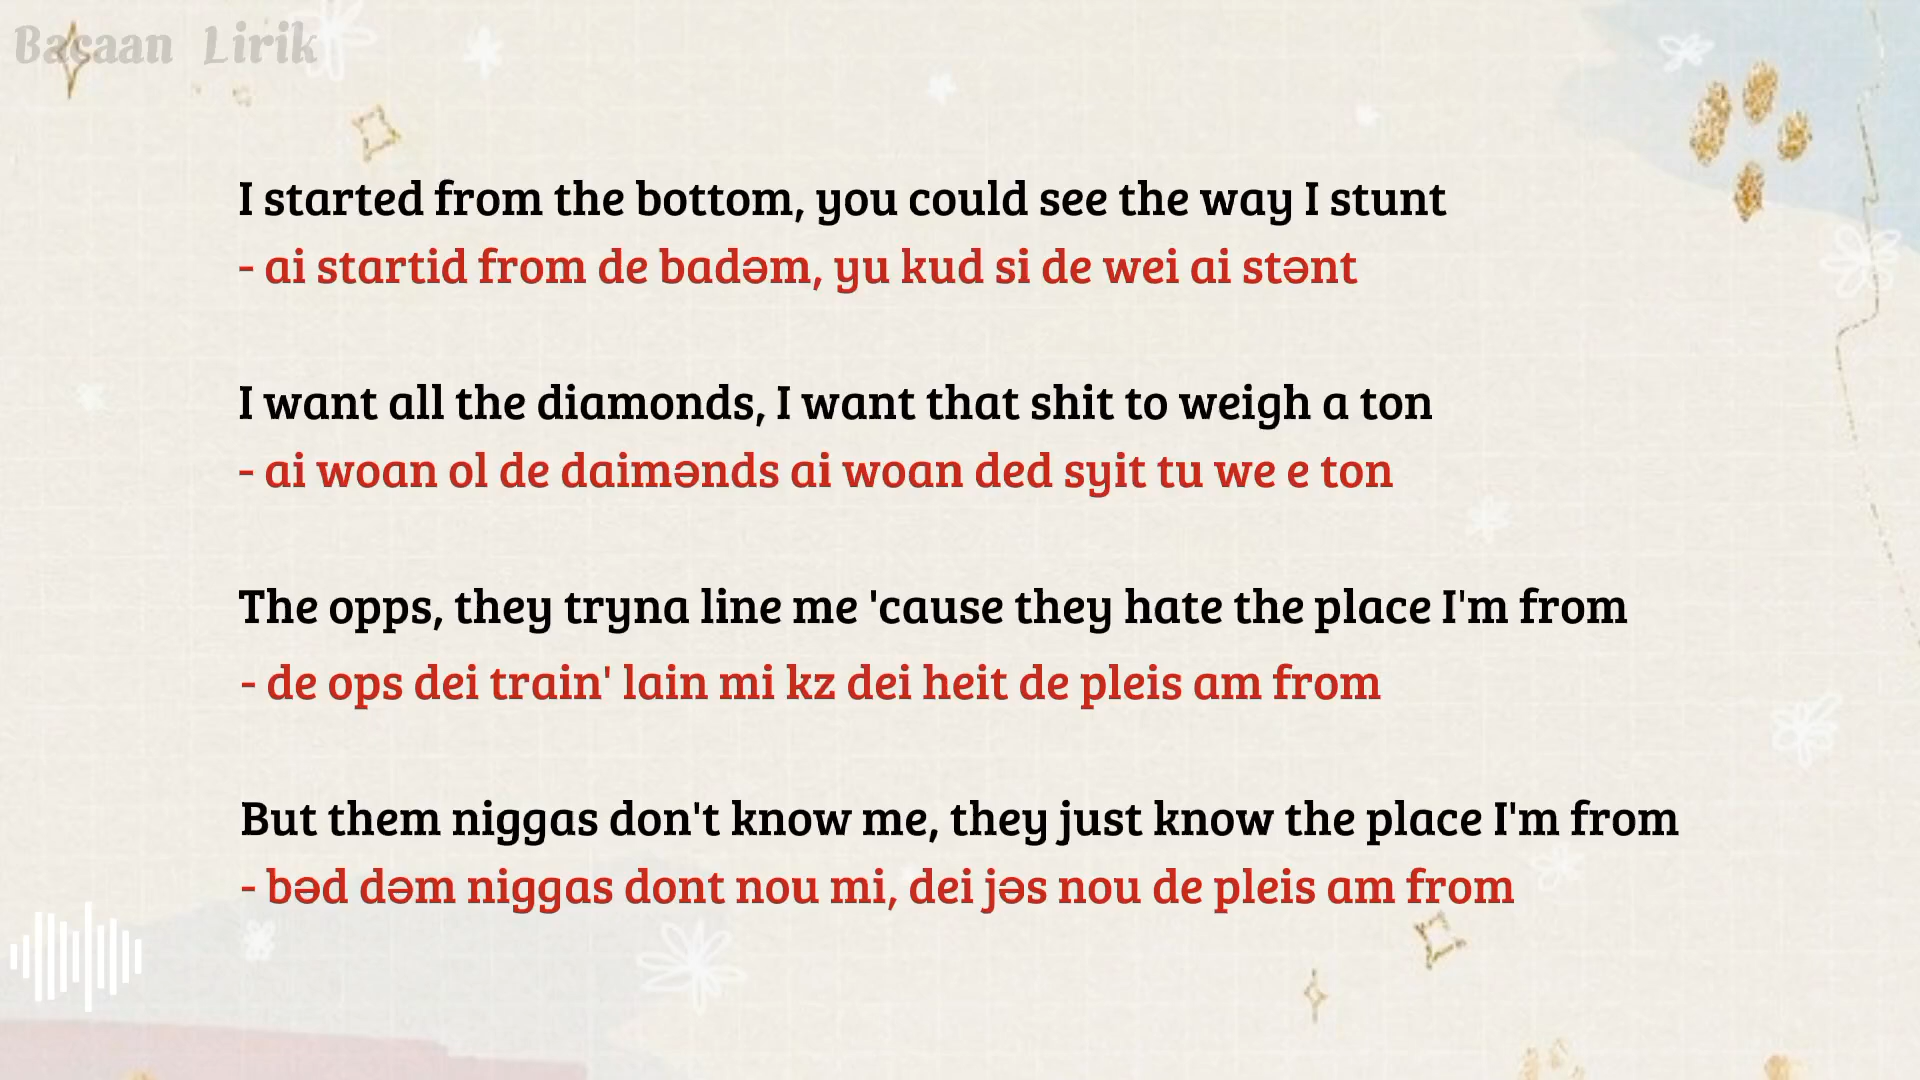 Bacaan Lirik
I started from the bottom, you could see the way I stunt
- ai startid from de badəm, yu kud si de wei ai stənt
I want all the diamonds, I want that shit to weigh a ton
- ai woan ol de daimənds ai woan ded syit tu we e ton
The opps, they tryna line me 'cause they hate the place I'm from
- de ops dei train' lain mi kz dei heit de pleis am from
But them niggas don't know me, they just know the place I'm from
- bəd dəm niggas dont nou mi, dei jəs nou de pleis am from